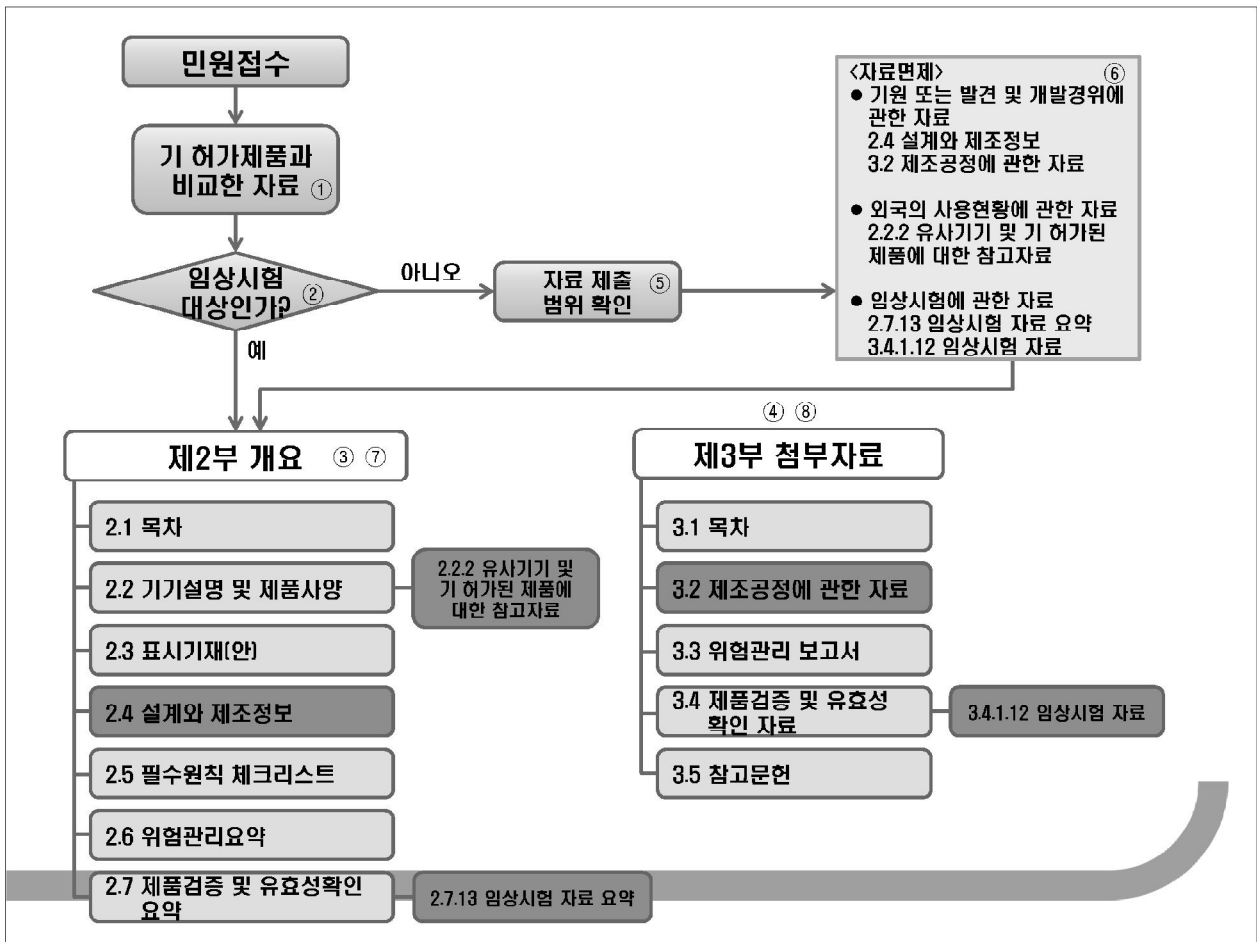 민원접수
기 허가제품과
비교한 자료 ①
임상시험
대상인가? ②
아니오
예
자료 제출 ⑤
범위 확인
<자료면제> ⑥
● 기원 또는 발견 및 개발경위에
관한 자료
2.4 설계와 제조정보
3.2 제조공정에 관한 자료
● 외국의 사용현황에 관한 자료
2.2.2 유사기기 및 기 허가된
제품에 대한 참고자료
● 임상시험에 관한 자료
2.7.13 임상시험 자료 요약
3.4.1.12 임상시험 자료
제2부 개요 ③ ⑦
2.1 목차
2.2 기기설명 및 제품사양
2.2.2 유사기기 및
기 허가된 제품에
대한 참고자료
2.3 표시기재(안)
2.4 설계와 제조정보
2.5 필수원칙 체크리스트
2.6 위험관리요약
2.7 제품검증 및 유효성확인
요약
2.7.13 임상시험 자료 요약
④ ⑧
제3부 첨부자료
3.1 목차
3.2 제조공정에 관한 자료
3.3 위험관리 보고서
3.4 제품검증 및 유효성
확인 자료
3.4.1.12 임상시험 자료
3.5 참고문헌